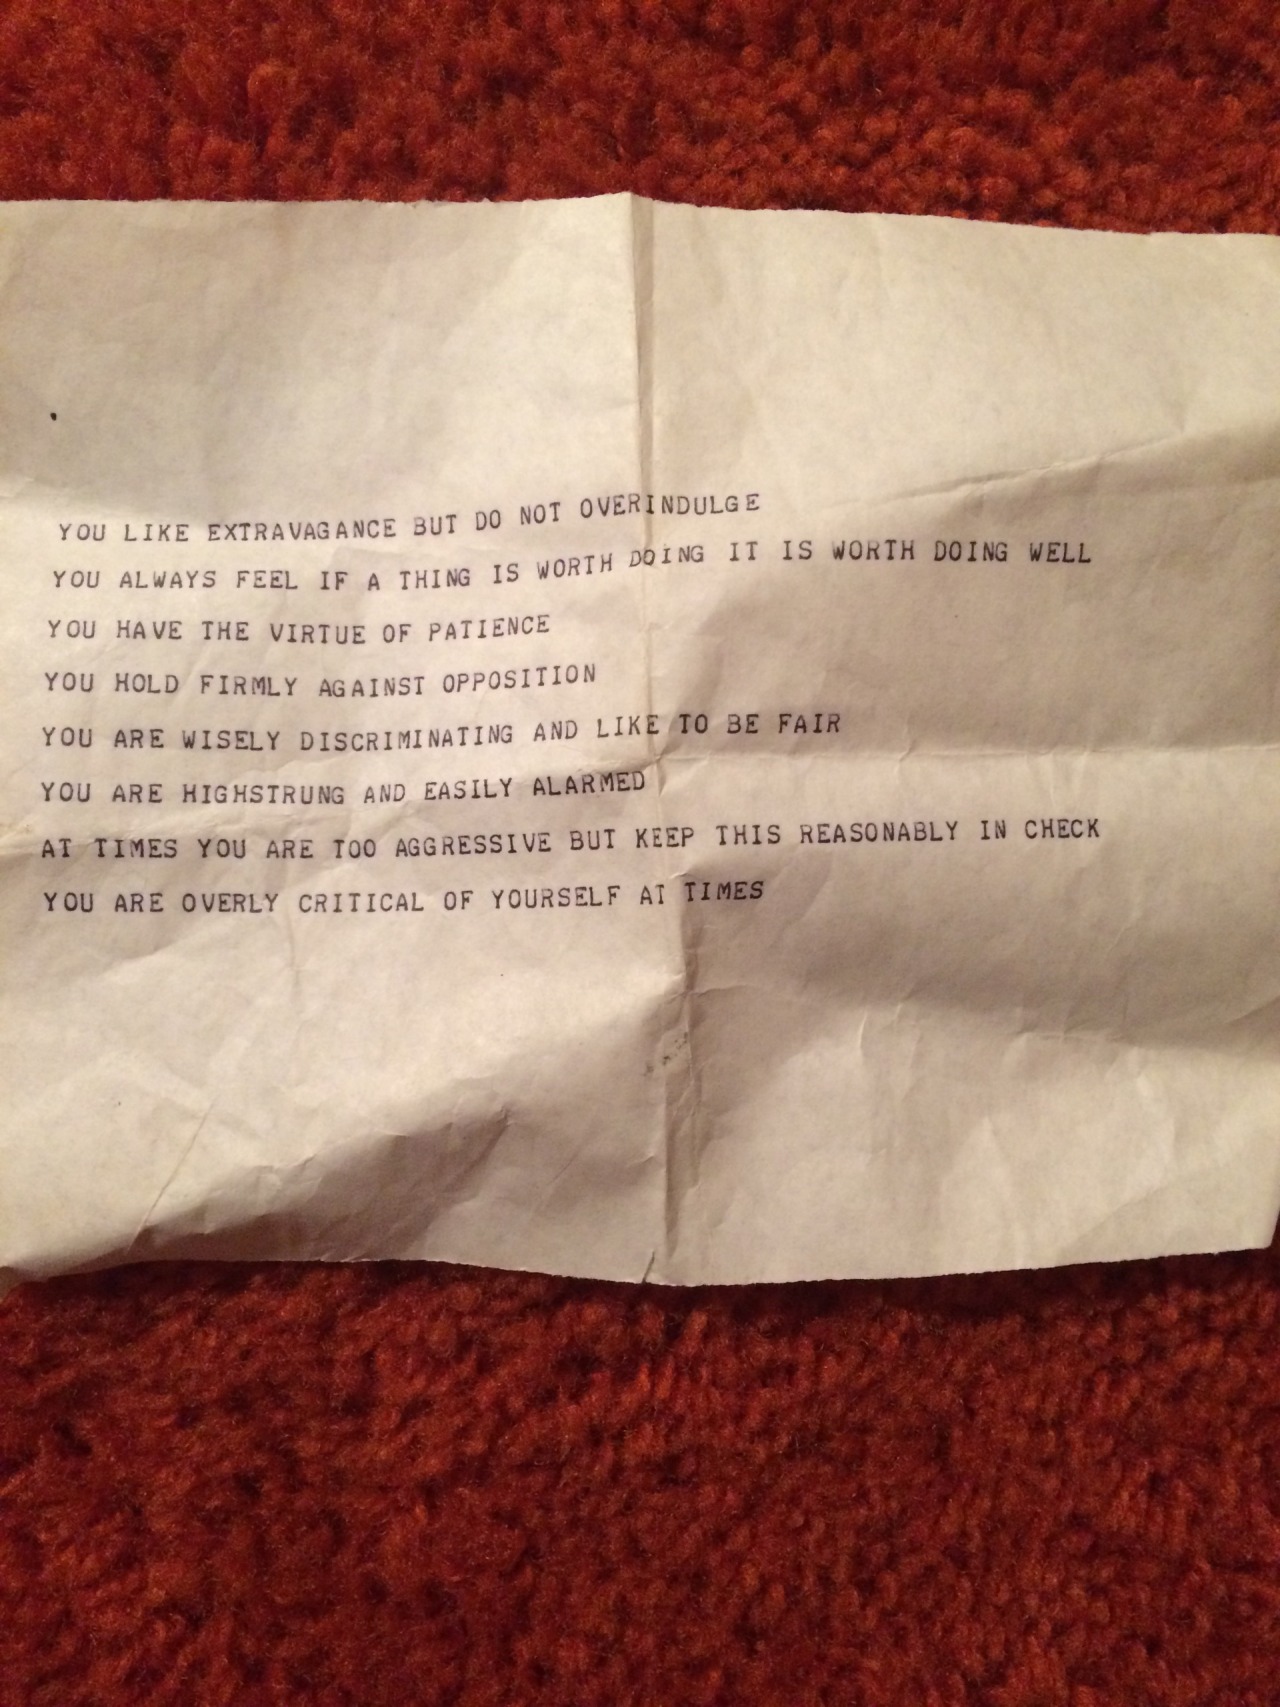 YOU LIKE EXTRAVAGANCE BUT DO NOT OVERINDULGE
YOU ALWAYS FEEL IF A THING IS WORTH DOING IT IS WORTH DOING WELL
YOU HAVE THE VIRTUE OF PATIENCE
YOU HOLD FIRMLY AGAINST OPPOSITION
YOU ARE WISELY DISCRIMINATING AND LIKE TO BE FAIR
YOU ARE HIGHSTRUNG AND EASILY ALARMED
AT TIMES YOU ARE TOO AGGRESSIVE BUT KEEP THIS REASONABLY IN CHECK
YOU ARE OVERLY CRITICAL OF YOURSELF AT TIMES